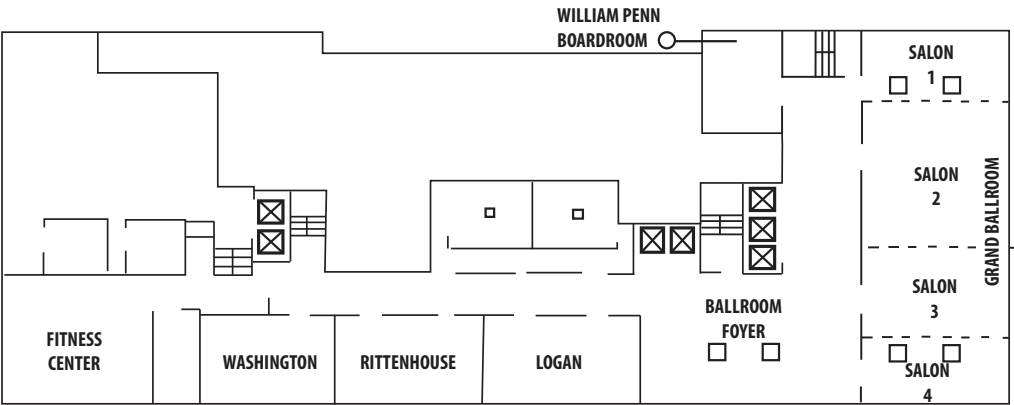 WILLIAM PENN
BOARDROOM
SALON
1
SALON
2
GRAND BALLROOM
SALON
3
BALLROOM
FOYER
FITNESS
CENTER
WASHINGTON
RITTENHOUSE
LOGAN
SALON
4